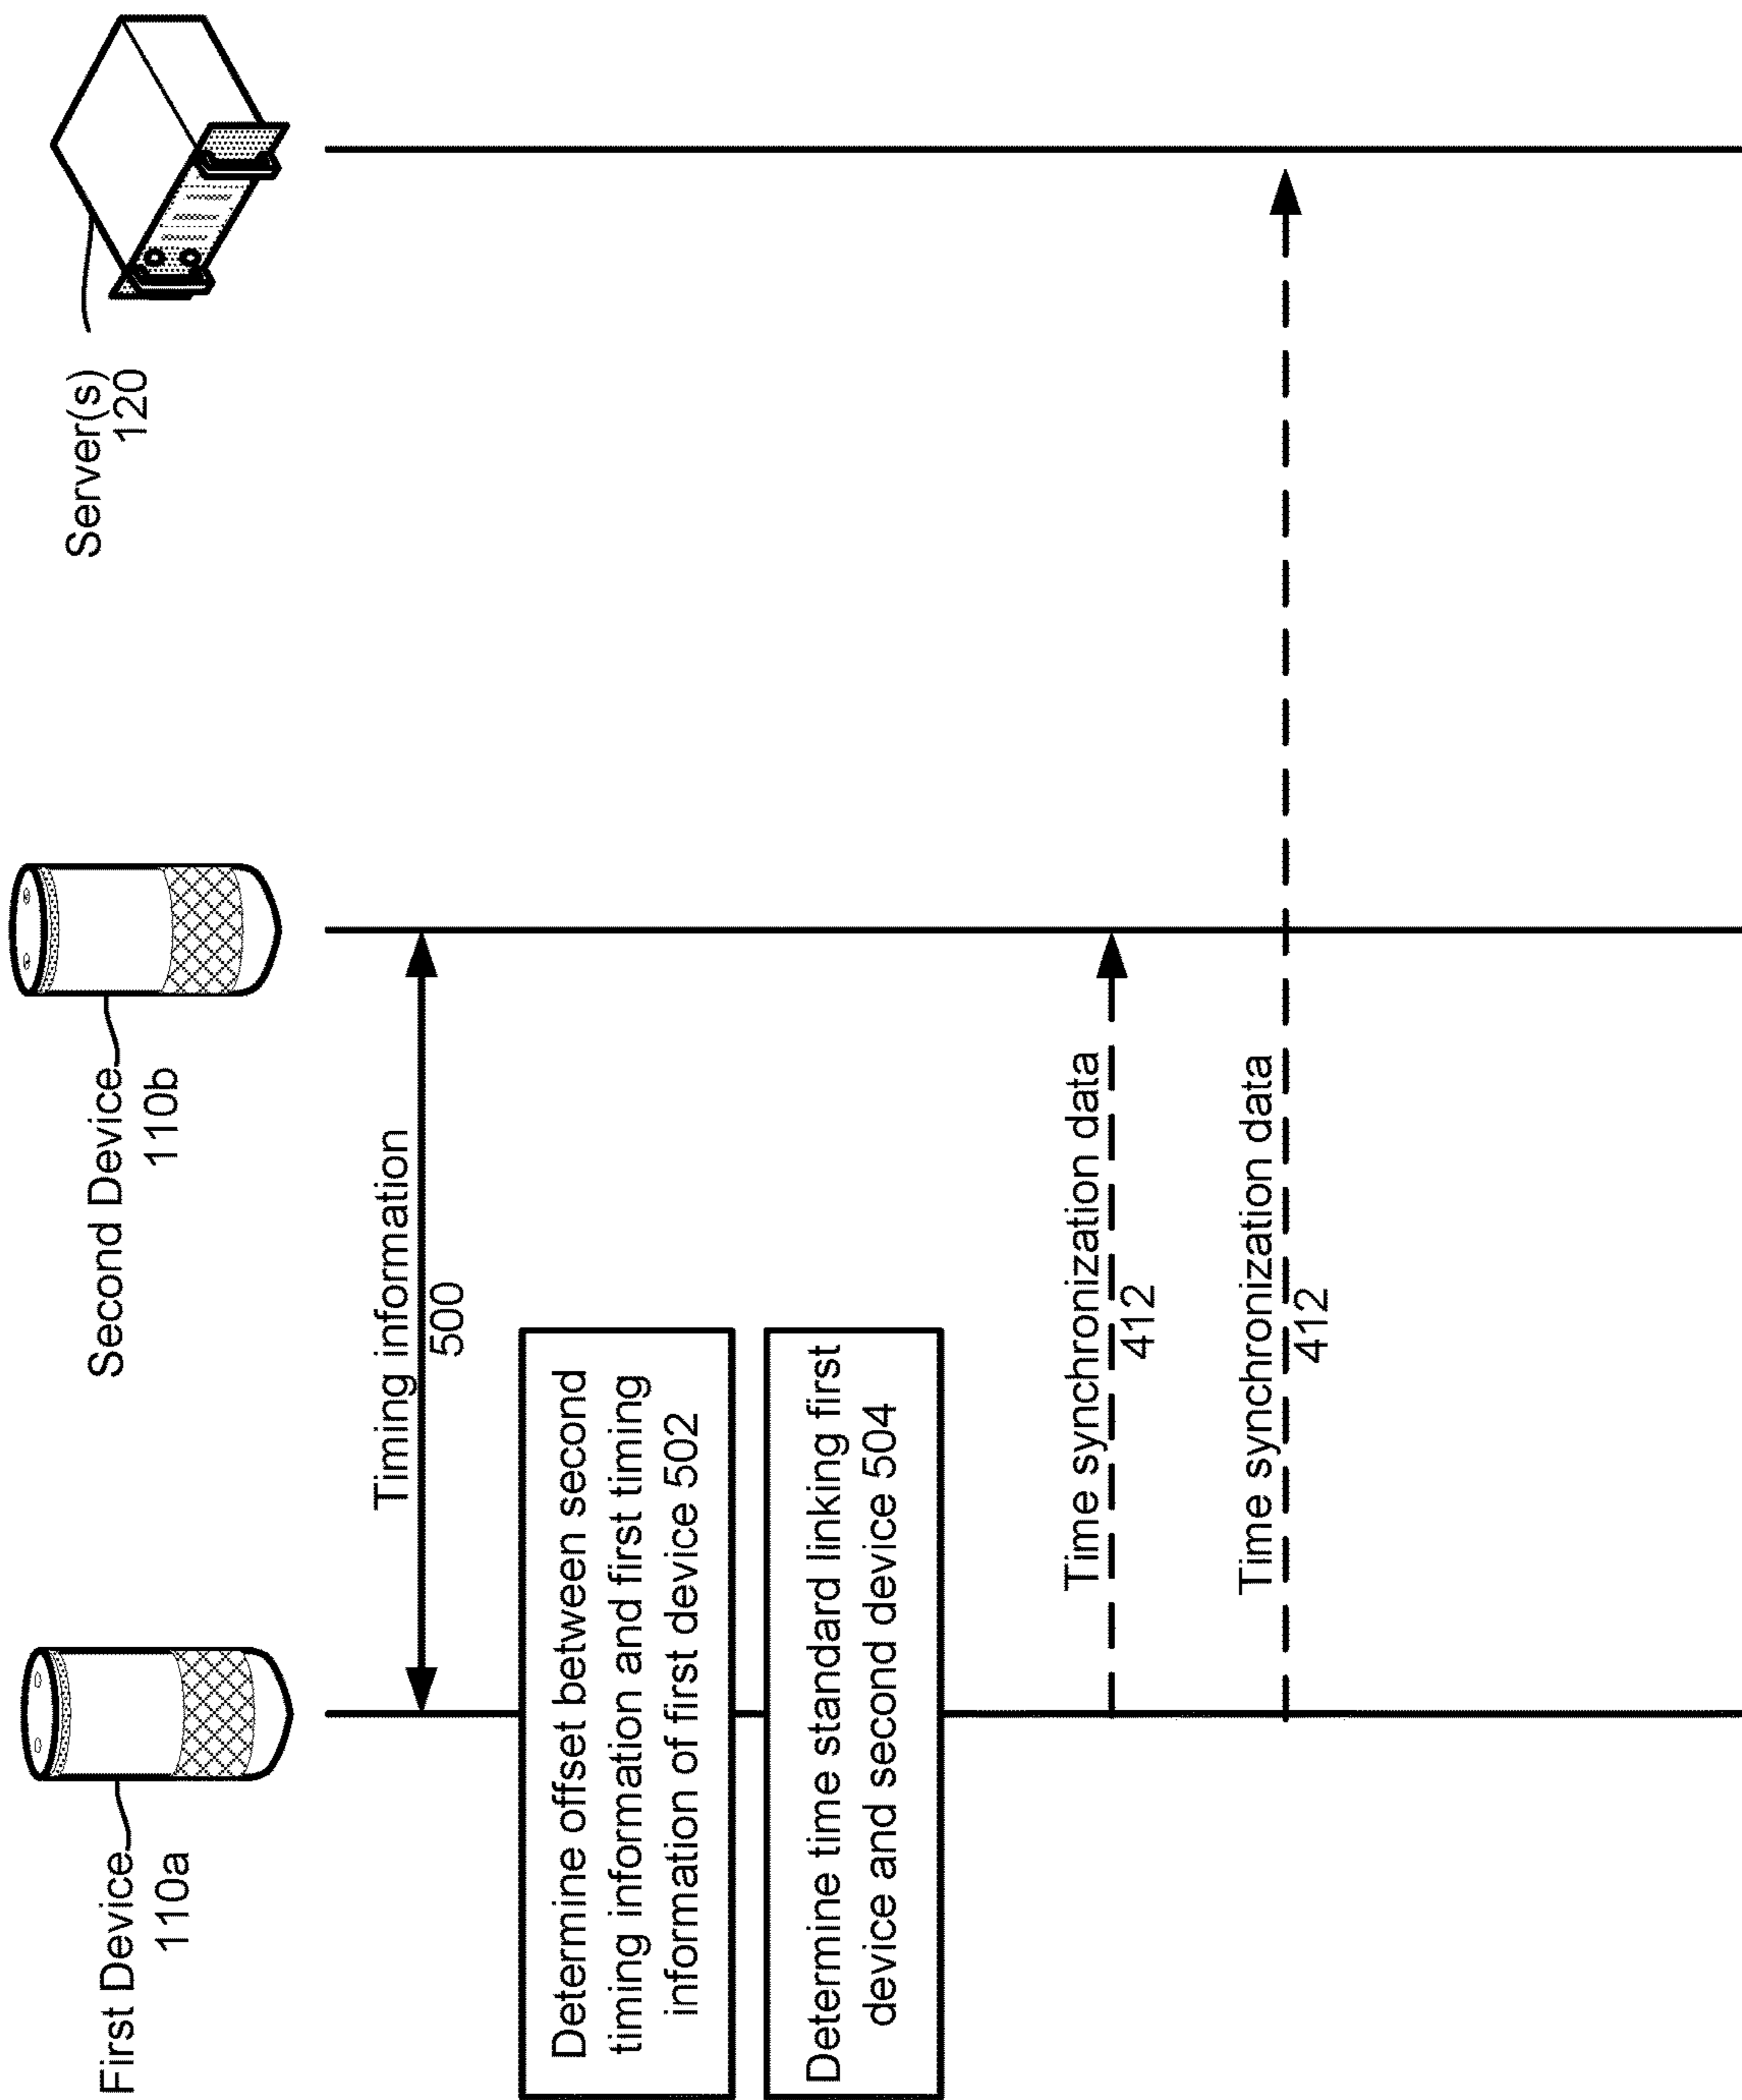 First Device
110a
Second Device
110b
Server(s)
120
Timing information
500
Determine offset between second
timing information and first timing
information of first device 502
Determine time standard linking first
device and second device 504
Time synchronization data
412
Time synchronization data
412